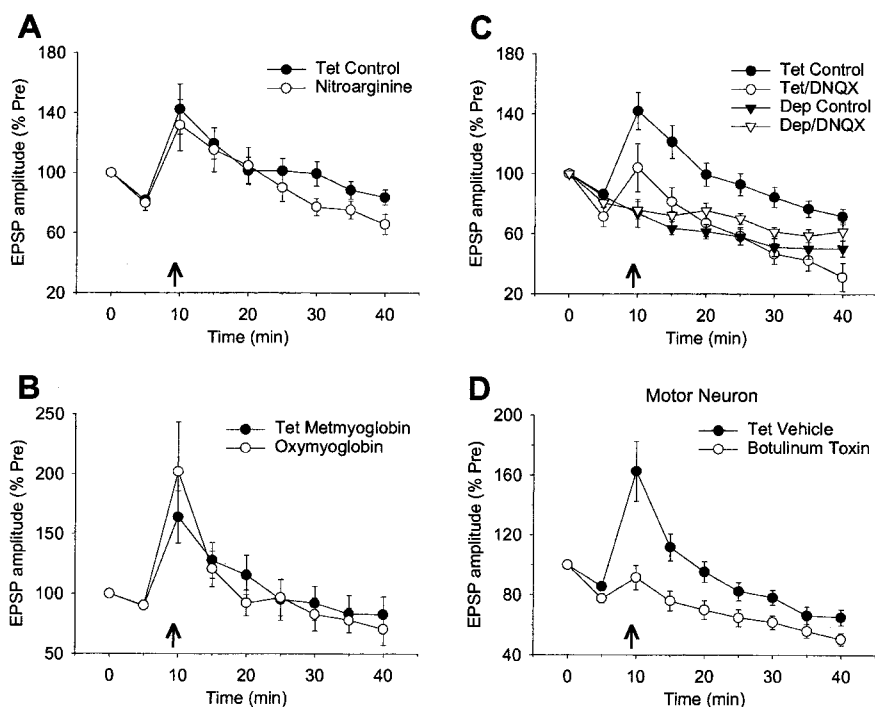 A
180
140
100
60
20
EPSP amplitude (% Pre)
0 10 20 30 40
Time (min)
Tet Control
Nitroarginine
C
180
140
100
60
20
EPSP amplitude (% Pre)
0 10 20 30 40
Time (min)
Tet Control
Tet/DNQX
Dep Control
Dep/DNQX
B
250
200
150
100
50
EPSP amplitude (% Pre)
0 10 20 30 40
Time (min)
Tet Metmyoglobin
Oxymyoglobin
D
Motor Neuron
200
160
120
80
40
EPSP amplitude (% Pre)
0 10 20 30 40
Time (min)
Tet Vehicle
Botulinum Toxin